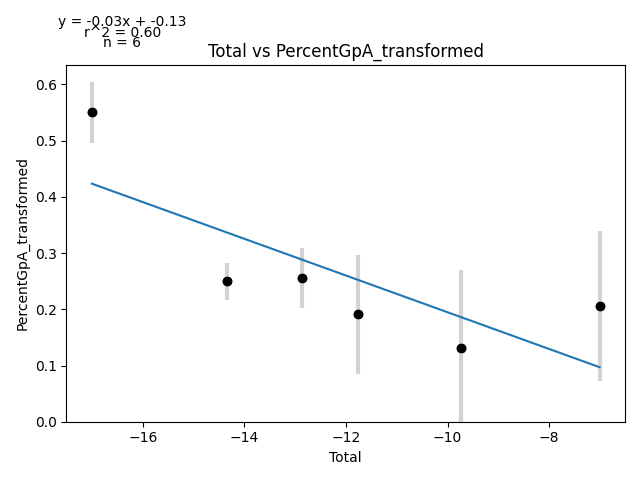 y = -0.03x + -0.13
r^2 = 0.60
n = 6
Total vs PercentGpA_transformed
PercentGpA_transformed
0.6
0.5
0.4
0.3
0.2
0.1
0.0
−16
−14
−12
−10
−8
Total